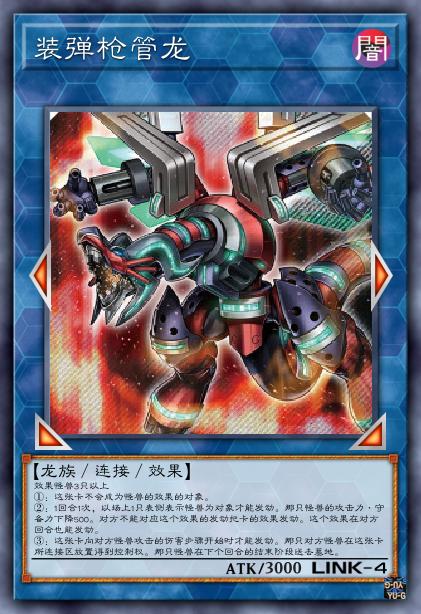 装弹枪管龙
闇
【龙族／连接／效果】
效果怪兽3只以上
①：这张卡不会成为怪兽的效果的对象。
②：1回合1次，以场上1只表侧表示怪兽为对象才能发动。那只怪兽的攻击力·守
备力下降500。对方不能对应这个效果的发动把卡的效果发动。这个效果在对方
回合也能发动。
③：这张卡向对方怪兽攻击的伤害步骤开始时才能发动。那只对方怪兽在这张卡
所连接区放置得到控制权。那只怪兽在下个回合的结束阶段送去墓地。
ATK/3000 LINK-4